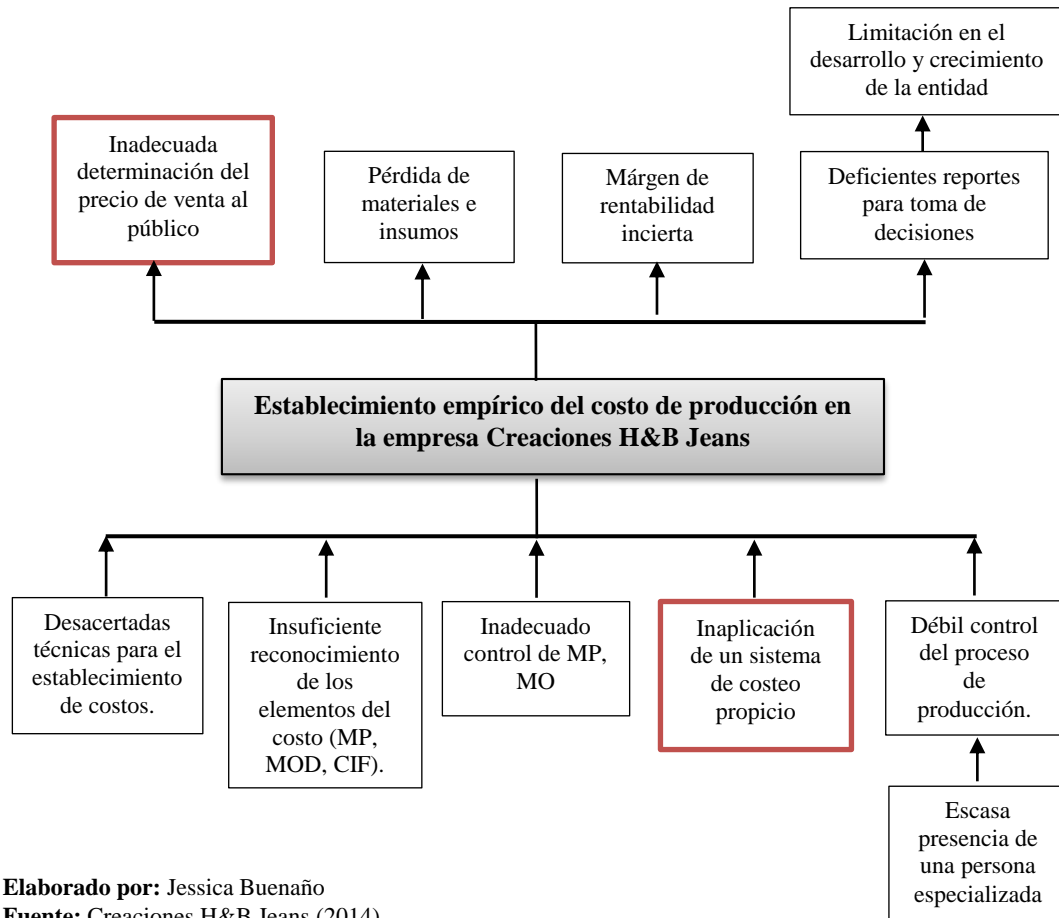 Limitación en el
desarrollo y crecimiento
de la entidad
Inadecuada
determinación del
precio de venta al
público
Pérdida de
materiales e
insumos
Márgen de
rentabilidad
incierta
Deficientes reportes
para toma de
decisiones
Establecimiento empírico del costo de producción en
la empresa Creaciones H&B Jeans
Desacertadas
técnicas para el
establecimiento
de costos.
Insuficiente
reconocimiento
de los
elementos del
costo (MP,
MOD, CIF).
Inadecuado
control de MP,
MO
Inaplicación
de un sistema
de costeo
propicio
Débil control
del proceso
de
producción.
Escasa
presencia de
una persona
especializada
Elaborado por: Jessica Buenaño
Fuente: Creaciones H&B Jeans (2014)